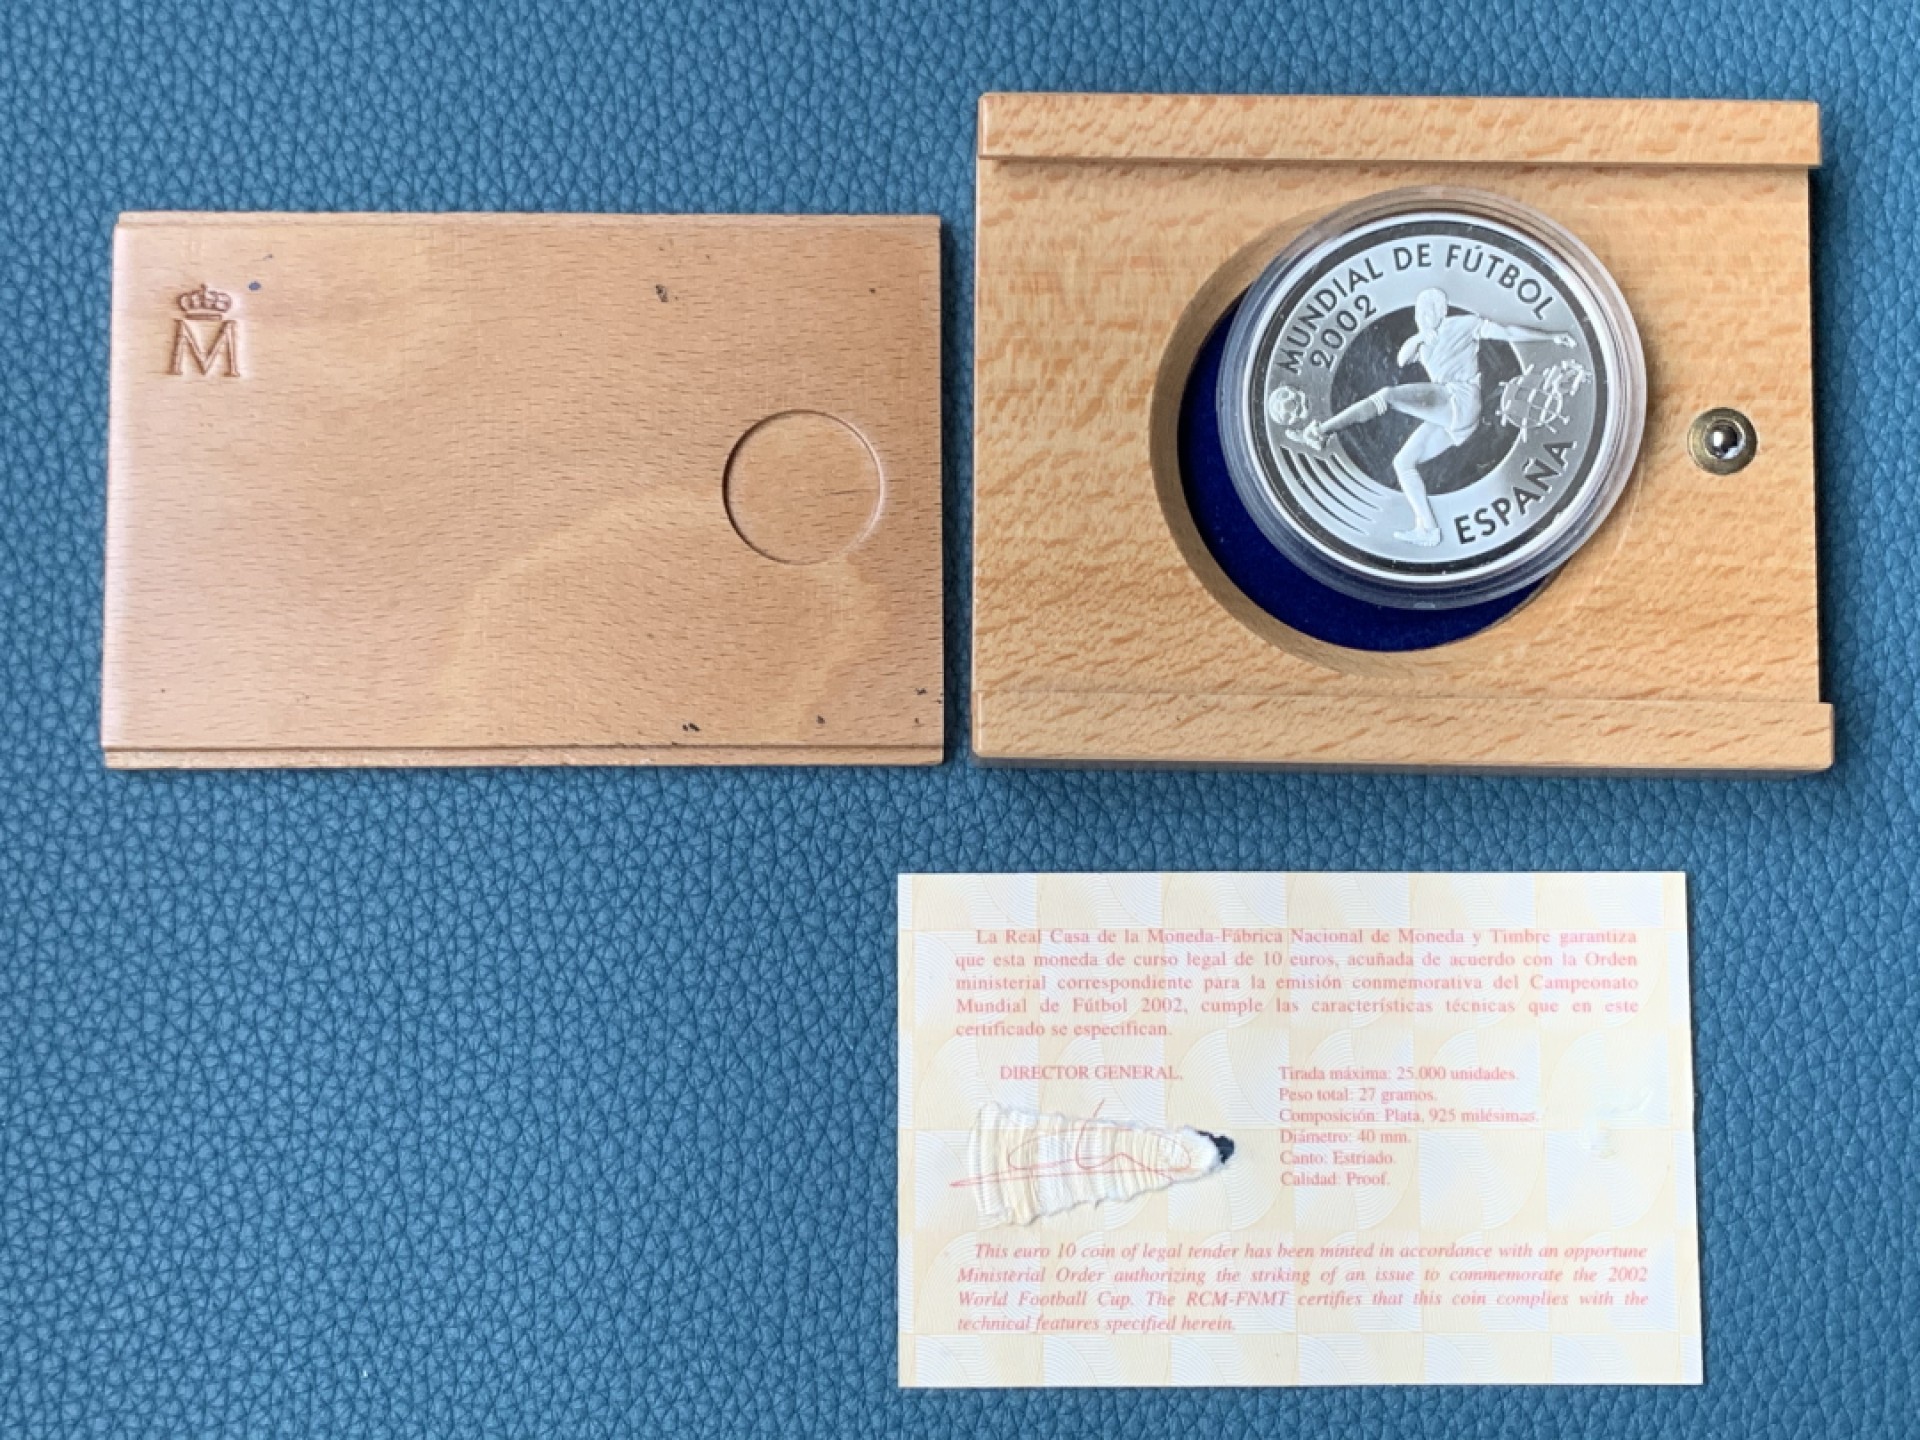 M
MUNDIAL DE FÚTBOL
2002
ESPAÑA
La Real Casa de la Moneda-Fábrica Nacional de Moneda y Timbre garantiza
que esta moneda de curso legal de 10 euros, acuñada de acuerdo con la Orden
ministerial correspondiente para la emisión conmemorativa del Campeonato
Mundial de Fútbol 2002, cumple las características técnicas que en este
certificado se especifican.
DIRECTOR GENERAL,
Tirada máxima: 25.000 unidades.
Peso total: 27 gramos.
Composición: Plata, 925 milésimas.
Diámetro: 40 mm.
Canto: Estriado.
Calidad: Proof.
This euro 10 coin of legal tender has been minted in accordance with an opportune
Ministerial Order authorizing the striking of an issue to commemorate the 2002
World Football Cup. The RCM-FNMT certifies that this coin complies with the
technical features specified herein.